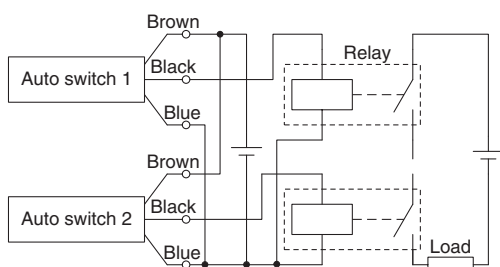 Brown
Relay
Auto switch 1
Black
Blue
Brown
Auto switch 2
Black
Blue
Load